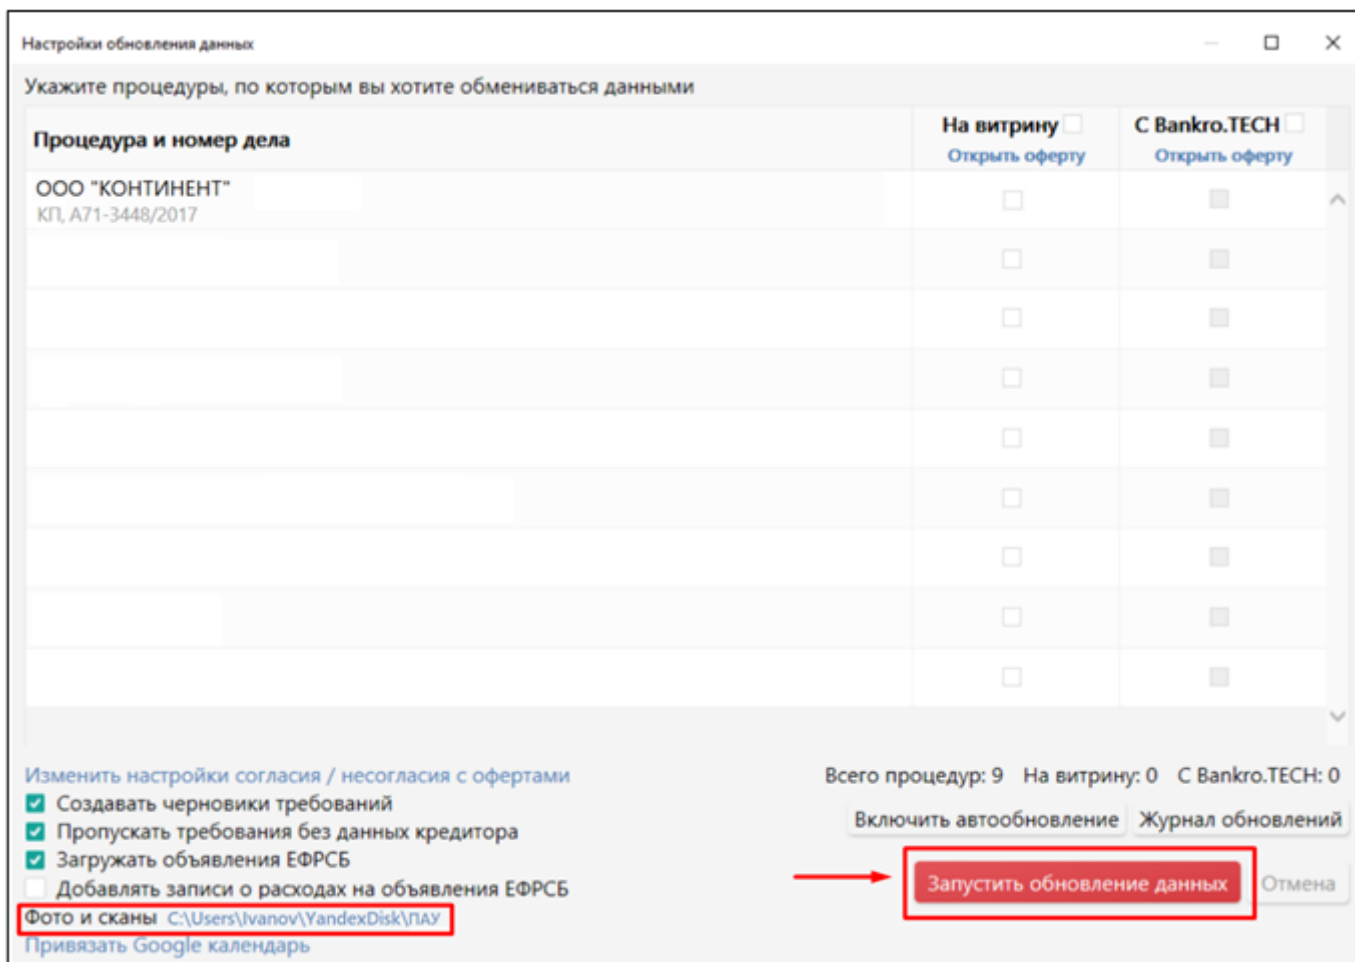 Настройки обновления данных
Укажите процедуры, по которым вы хотите обмениваться данными
Процедура и номер дела
На витрину
С Bankro.TECH
Открыть оферту
Открыть оферту
ООО "КОНТИНЕНТ"
КП, А71-3448/2017
Изменить настройки согласия / несогласия с офертами
Всего процедур: 9 На витрину: 0 С Bankro.TECH: 0
Создавать черновики требований
Пропускать требования без данных кредитора
Включить автообновление
Журнал обновлений
Загружать объявления ЕФРСБ
Добавлять записи о расходах на объявления ЕФРСБ
Запустить обновление данных
Отмена
Фото и сканы C:\Users\Ivanov\YandexDisk\ПАУ
Привязать Google календарь